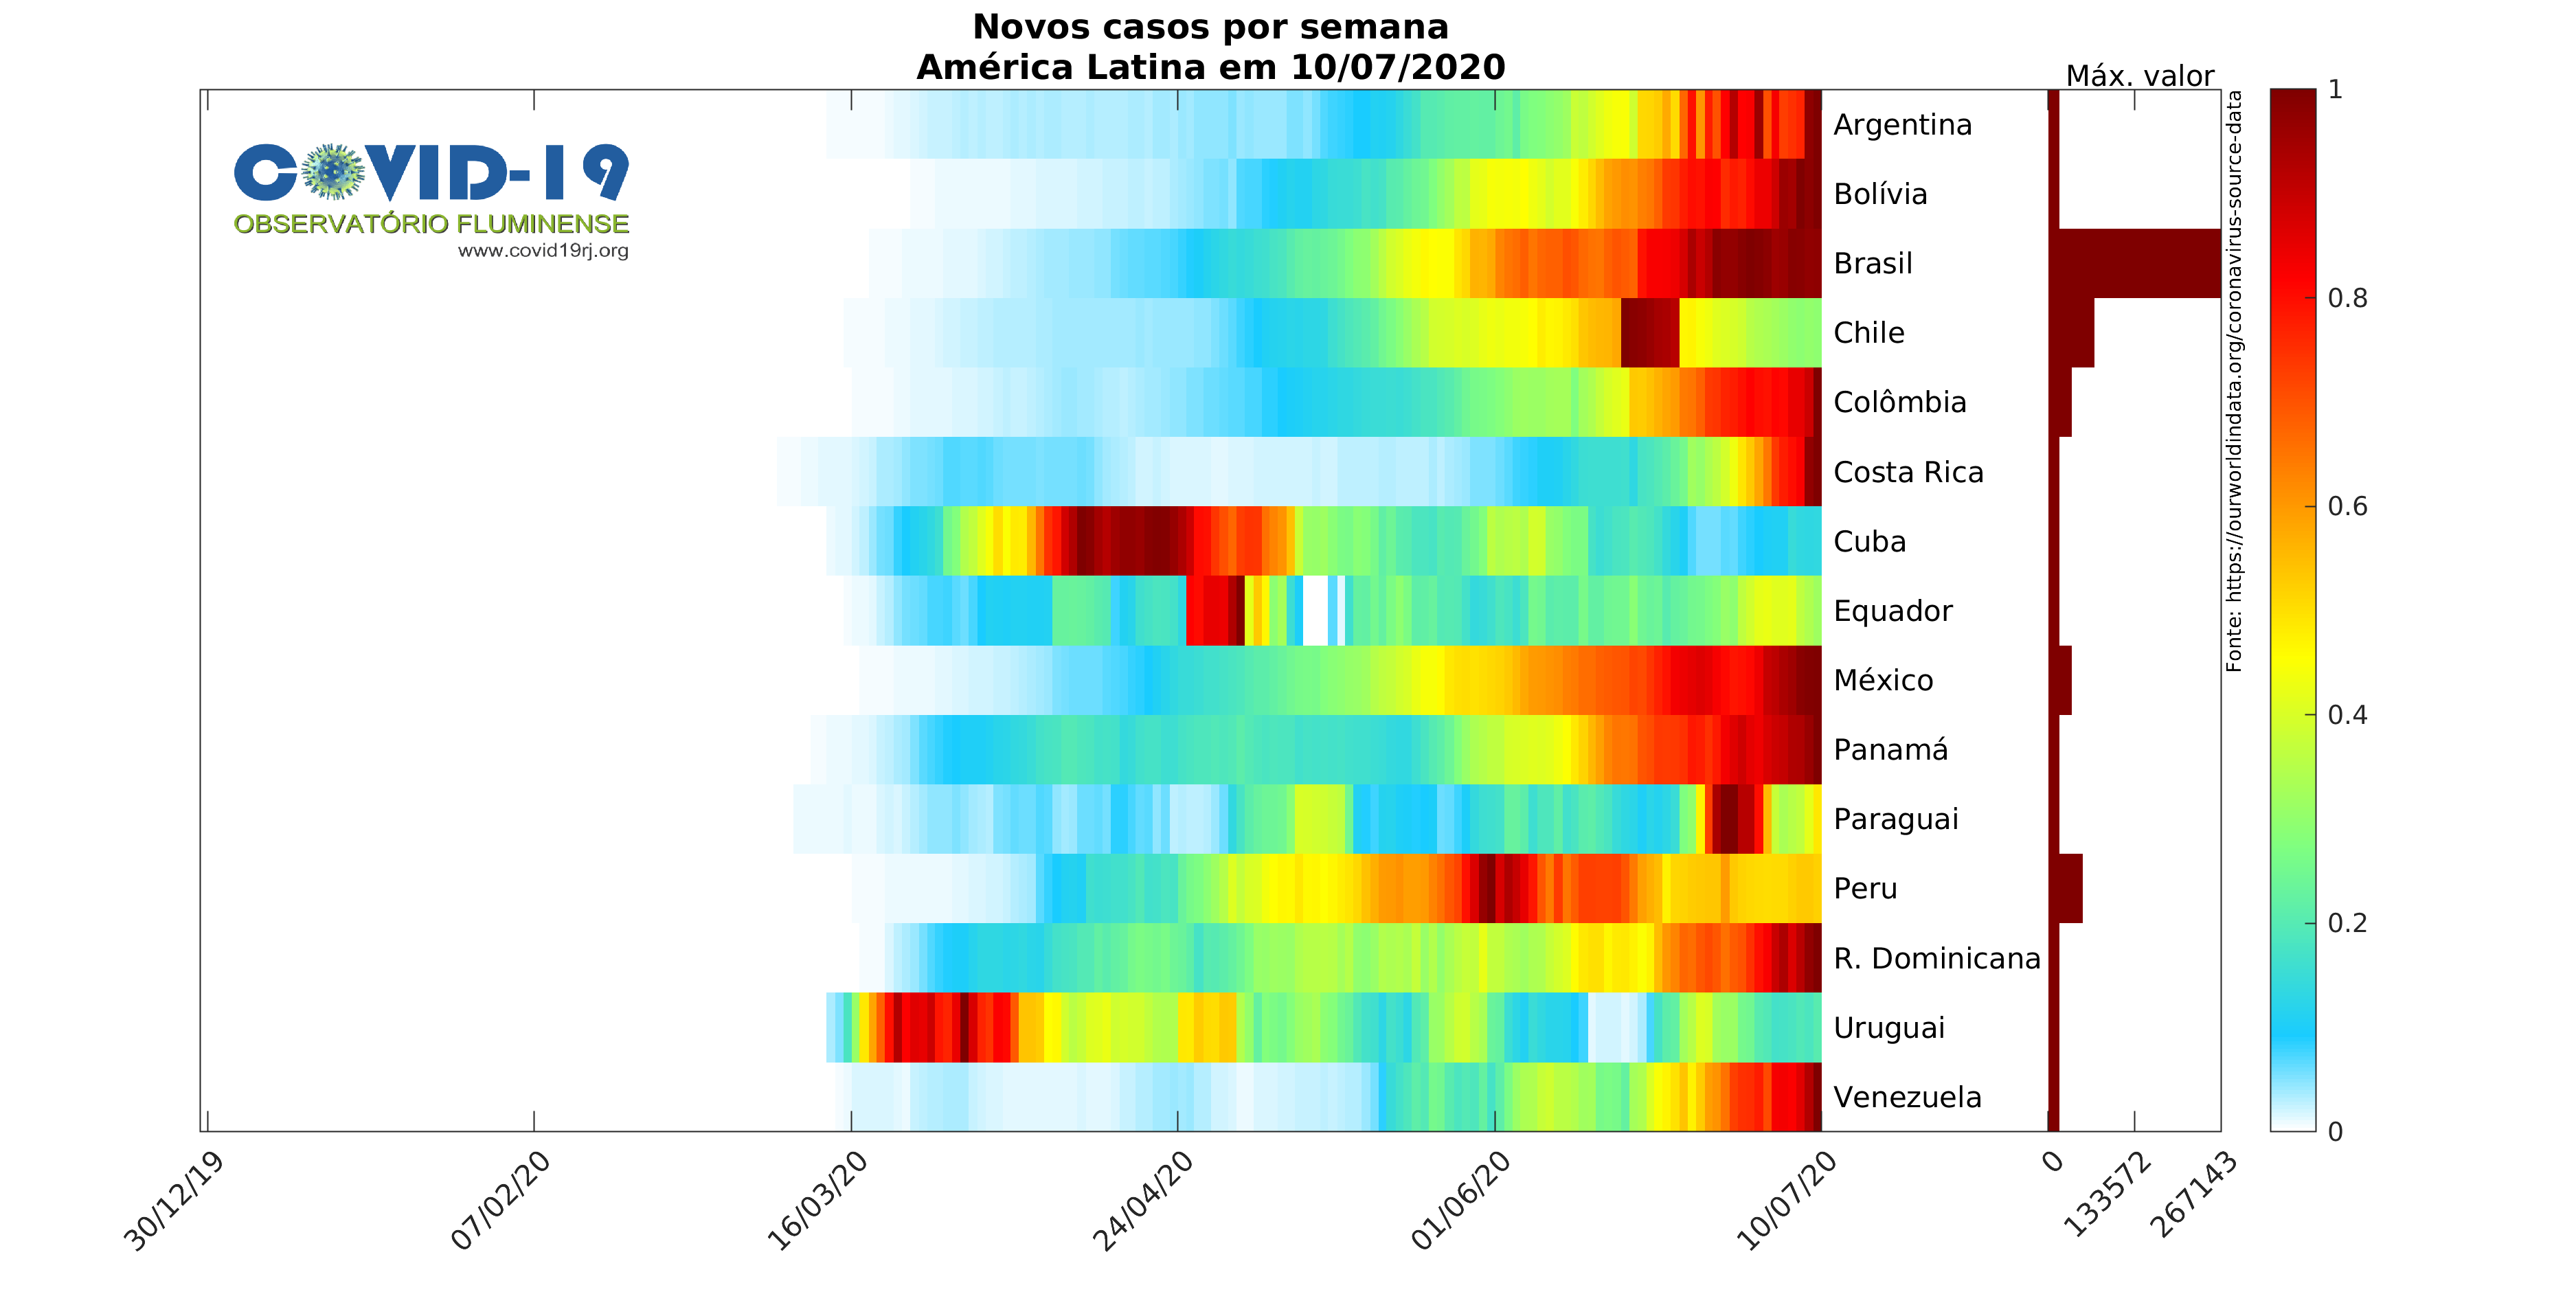 Novos casos por semana
América Latina em 10/07/2020
Máx. valor
COVID-19
OBSERVATÓRIO FLUMINENSE
www.covid19rj.org
Argentina
Bolívia
Brasil
Chile
Colômbia
Costa Rica
Cuba
Equador
México
Panamá
Paraguai
Peru
R. Dominicana
Uruguai
Venezuela
Fonte: https://ourworldindata.org/coronavirus-source-data
1
0.8
0.6
0.4
0.2
0
30/12/19
07/02/20
16/03/20
24/04/20
01/06/20
10/07/20
0
133572
267143